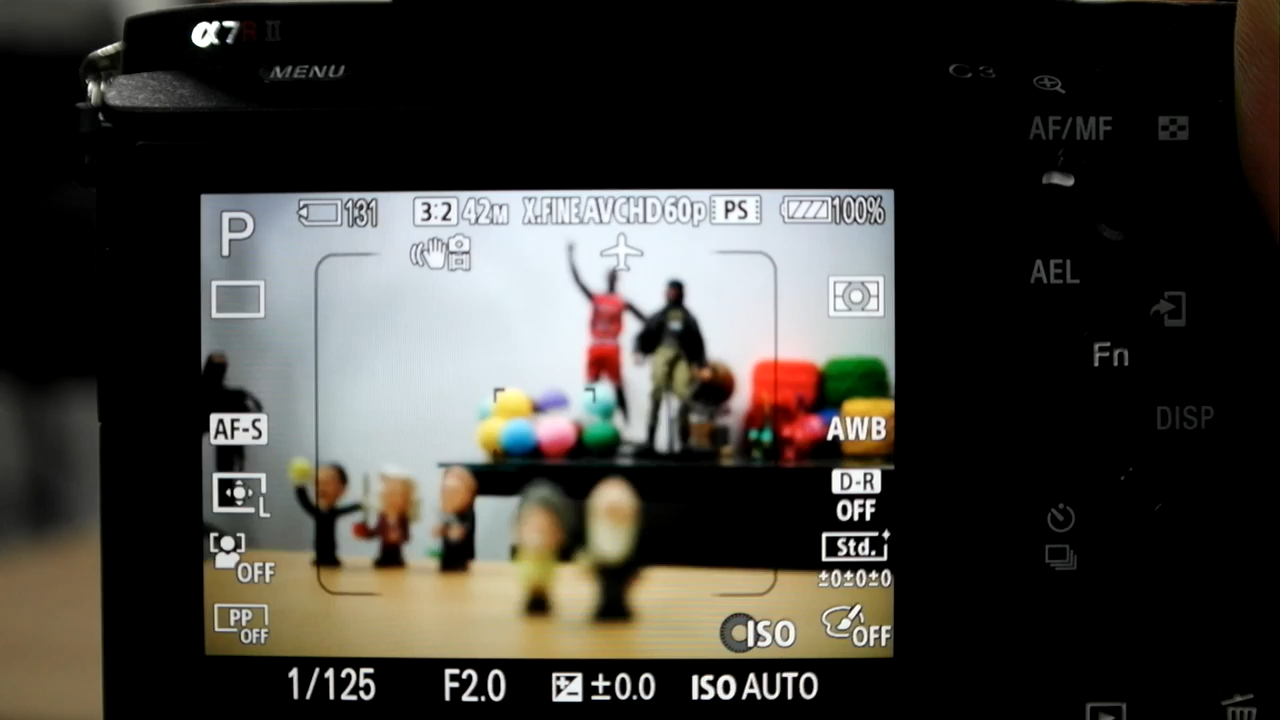 α7R II
MENU
C3
AF/MF
P
131
3:2 42M X.FINE AVCHD 60p PS 100%
AEL
Fn
DISP
AF-S
AWB
L
D-R
OFF
Std.
±0±0±0
OFF
PP
OFF
ISO
OFF
1/125 F2.0 ±0.0 ISO AUTO